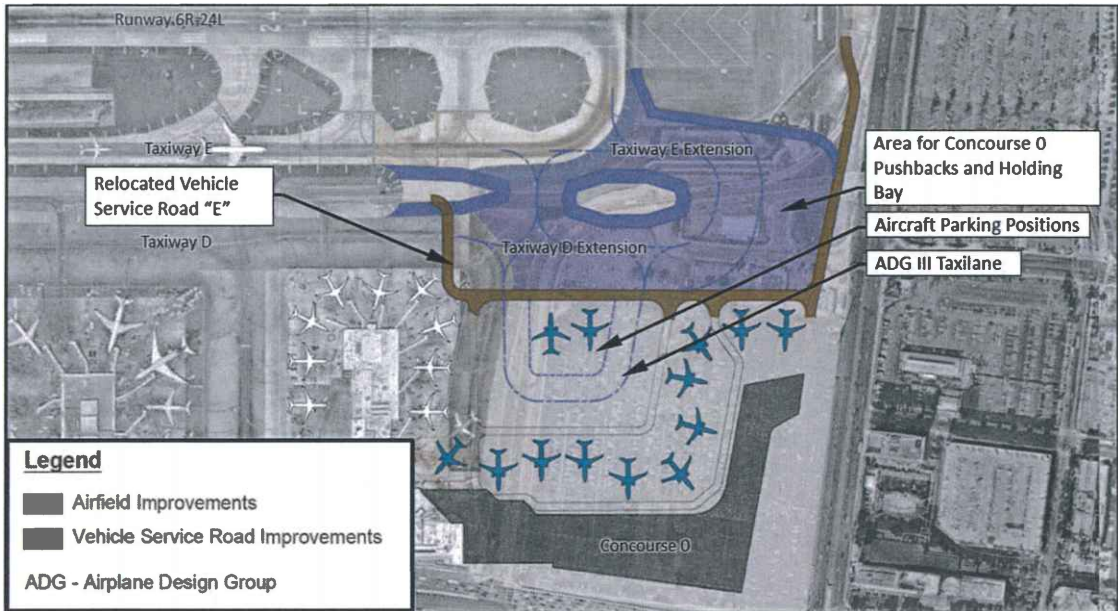 Runway 6R-24L
Taxiway E
Taxiway E Extension
Area for Concourse 0
Pushbacks and Holding
Bay
Relocated Vehicle
Service Road "E"
Aircraft Parking Positions
Taxiway D
Taxiway D Extension
ADG III Taxilane
Legend
Airfield Improvements
Vehicle Service Road Improvements
ADG - Airplane Design Group
Concourse 0